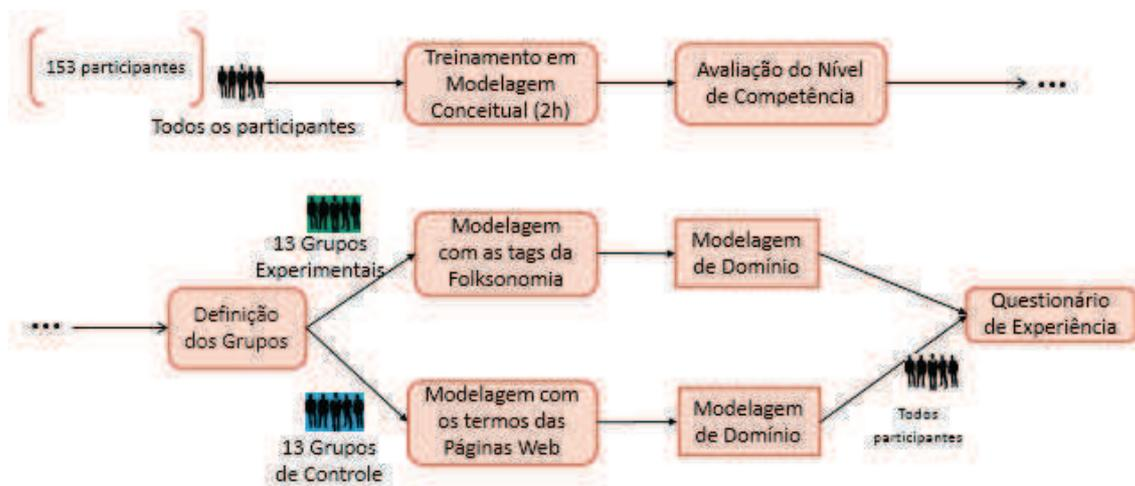 153 participantes
Todos os participantes
Treinamento em
Modelagem
Conceitual (2h)
Avaliação do Nível
de Competência
...
13 Grupos
Experimentais
Modelagem
com as tags da
Folksonomia
Modelagem
de Domínio
...
Definição
dos Grupos
Questionário
de Experiência
13 Grupos
de Controle
Modelagem com
os termos das
Páginas Web
Modelagem
de Domínio
Todos
participantes